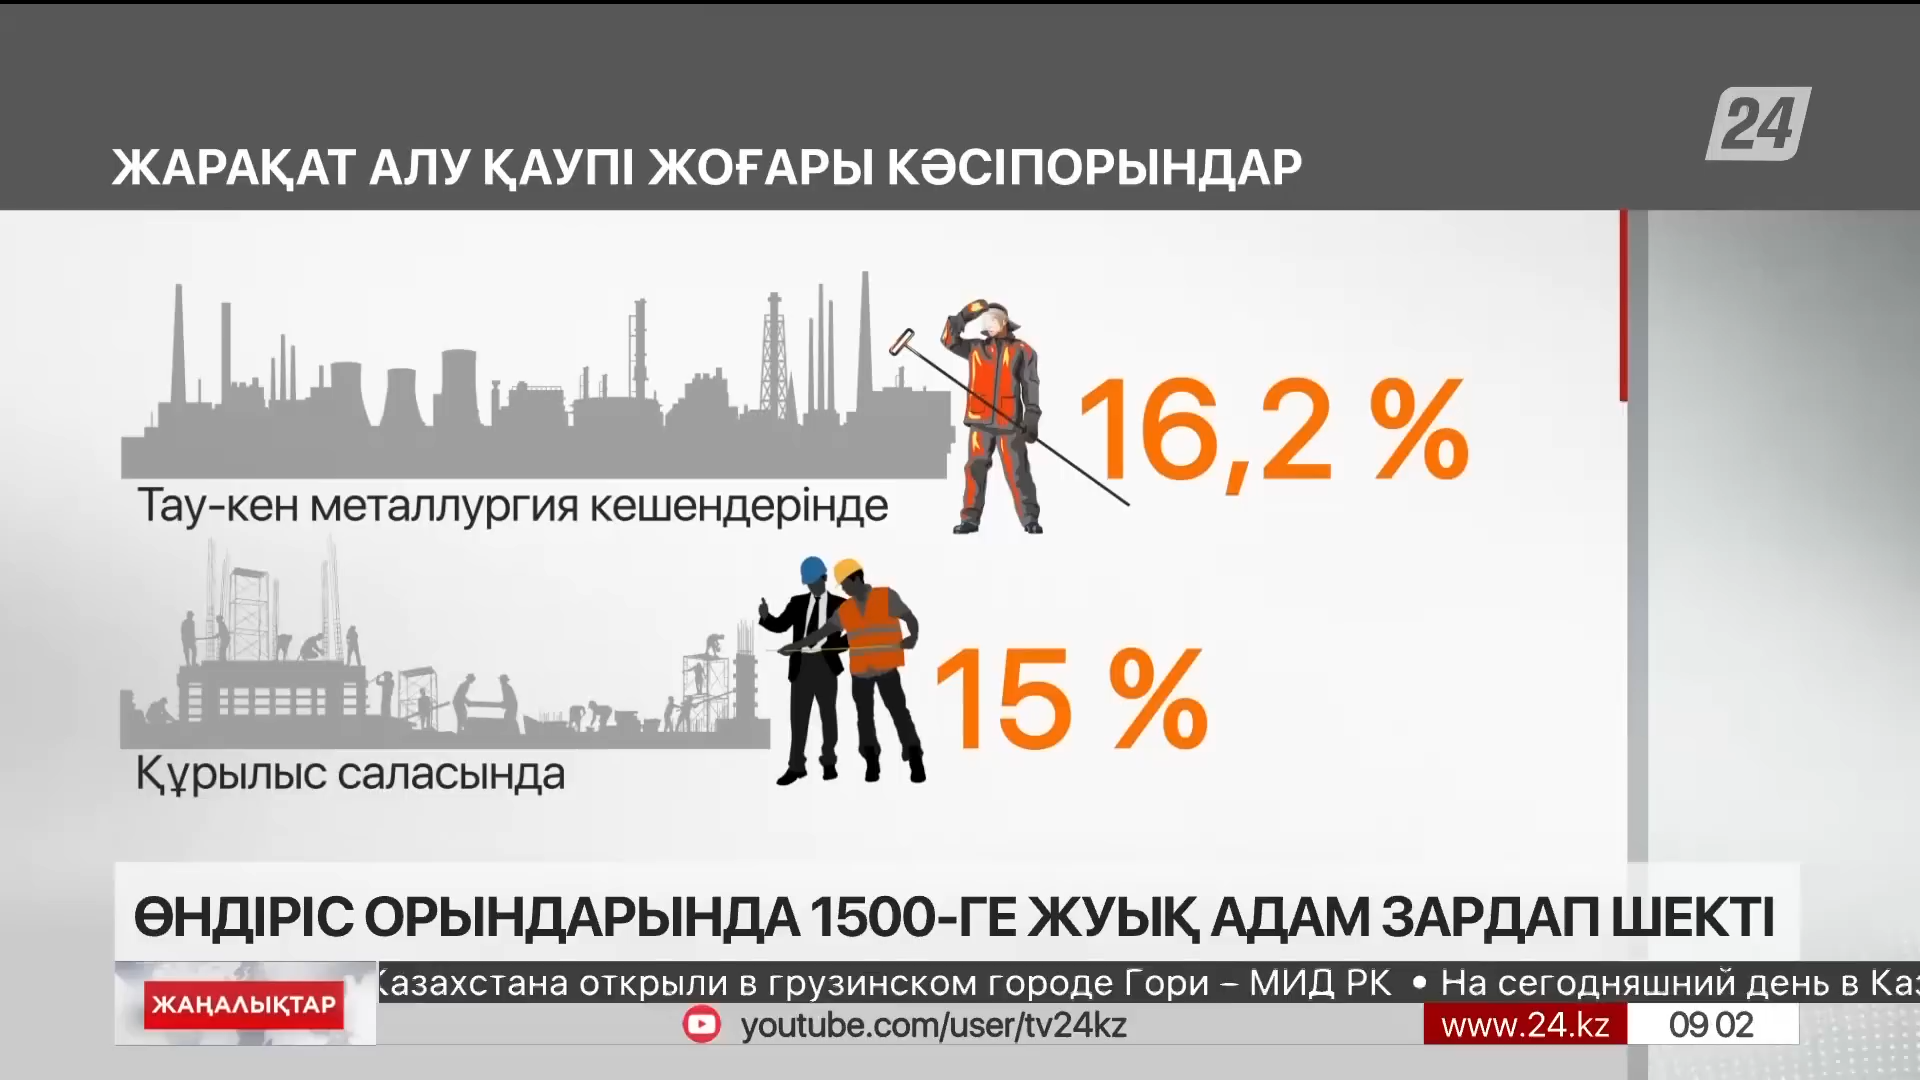 24
ЖАРАҚАТ АЛУ ҚАУПІ ЖОҒАРЫ КӘСІПОРЫНДАР
16,2 %
Тау-кен металлургия кешендерінде
15 %
Құрылыс саласында
ӨНДІРІС ОРЫНДАРЫНДА 1500-ГЕ ЖУЫҚ АДАМ ЗАРДАП ШЕКТІ
Казахстана открыли в грузинском городе Гори – МИД РК • На сегодняшний день в Каз
ЖАҢАЛЫҚТАР
youtube.com/user/tv24kz
www.24.kz
09 02